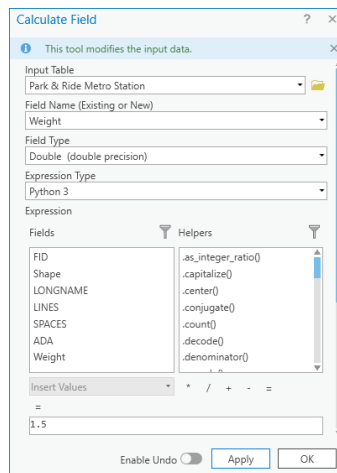 Calculate Field ? ×
This tool modifies the input data. ×
Input Table
Park & Ride Metro Station
Field Name (Existing or New)
Weight
Field Type
Double (double precision)
Expression Type
Python 3
Expression
Fields Helpers
FID .as_integer_ratio()
Shape .capitalize()
LONGNAME .center()
LINES .conjugate()
SPACES .count()
ADA .decode()
Weight .denominator()
Insert Values * / + - =
=
1.5
Enable Undo Apply OK